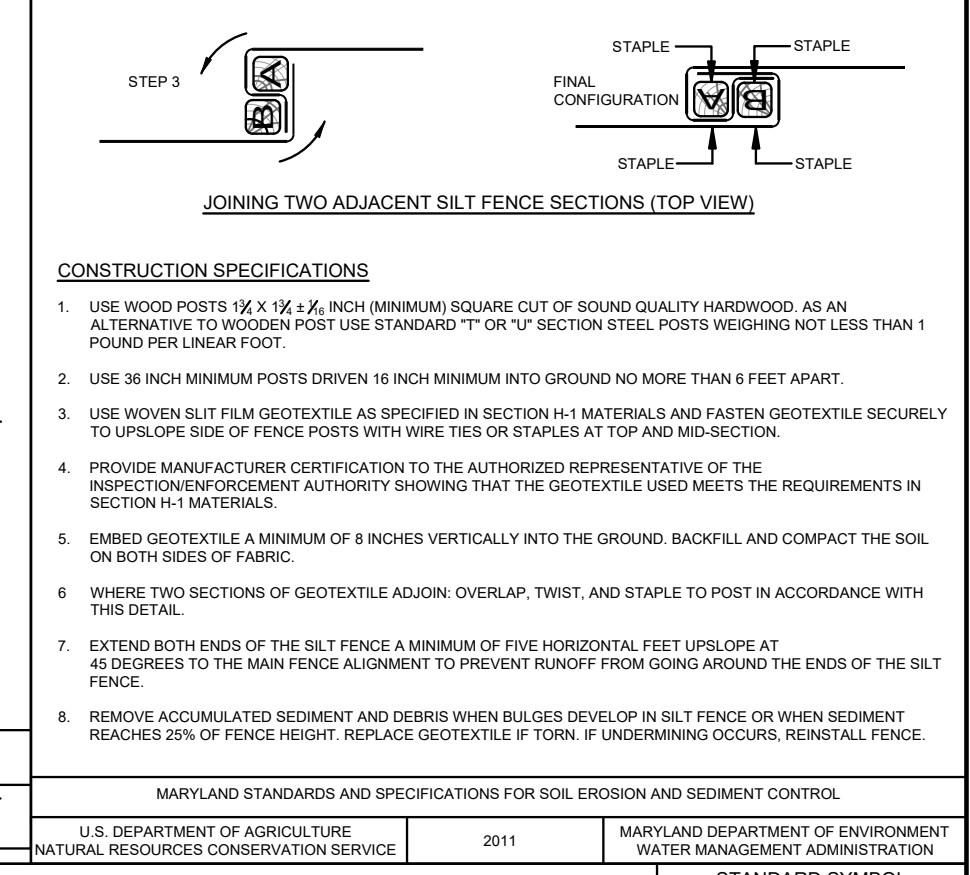 STEP 3
A
B
STAPLE
STAPLE
FINAL
CONFIGURATION
A
B
STAPLE
STAPLE
JOINING TWO ADJACENT SILT FENCE SECTIONS (TOP VIEW)
CONSTRUCTION SPECIFICATIONS
1. USE WOOD POSTS 1¾ X 1¾ ± 1⁄16 INCH (MINIMUM) SQUARE CUT OF SOUND QUALITY HARDWOOD. AS AN
ALTERNATIVE TO WOODEN POST USE STANDARD "T" OR "U" SECTION STEEL POSTS WEIGHING NOT LESS THAN 1
POUND PER LINEAR FOOT.
2. USE 36 INCH MINIMUM POSTS DRIVEN 16 INCH MINIMUM INTO GROUND NO MORE THAN 6 FEET APART.
3. USE WOVEN SLIT FILM GEOTEXTILE AS SPECIFIED IN SECTION H-1 MATERIALS AND FASTEN GEOTEXTILE SECURELY
TO UPSLOPE SIDE OF FENCE POSTS WITH WIRE TIES OR STAPLES AT TOP AND MID-SECTION.
4. PROVIDE MANUFACTURER CERTIFICATION TO THE AUTHORIZED REPRESENTATIVE OF THE
INSPECTION/ENFORCEMENT AUTHORITY SHOWING THAT THE GEOTEXTILE USED MEETS THE REQUIREMENTS IN
SECTION H-1 MATERIALS.
5. EMBED GEOTEXTILE A MINIMUM OF 8 INCHES VERTICALLY INTO THE GROUND. BACKFILL AND COMPACT THE SOIL
ON BOTH SIDES OF FABRIC.
6 WHERE TWO SECTIONS OF GEOTEXTILE ADJOIN: OVERLAP, TWIST, AND STAPLE TO POST IN ACCORDANCE WITH
THIS DETAIL.
7. EXTEND BOTH ENDS OF THE SILT FENCE A MINIMUM OF FIVE HORIZONTAL FEET UPSLOPE AT
45 DEGREES TO THE MAIN FENCE ALIGNMENT TO PREVENT RUNOFF FROM GOING AROUND THE ENDS OF THE SILT
FENCE.
8. REMOVE ACCUMULATED SEDIMENT AND DEBRIS WHEN BULGES DEVELOP IN SILT FENCE OR WHEN SEDIMENT
REACHES 25% OF FENCE HEIGHT. REPLACE GEOTEXTILE IF TORN. IF UNDERMINING OCCURS, REINSTALL FENCE.
MARYLAND STANDARDS AND SPECIFICATIONS FOR SOIL EROSION AND SEDIMENT CONTROL
U.S. DEPARTMENT OF AGRICULTURE
NATURAL RESOURCES CONSERVATION SERVICE
2011
MARYLAND DEPARTMENT OF ENVIRONMENT
WATER MANAGEMENT ADMINISTRATION
STANDARD SYMBOL